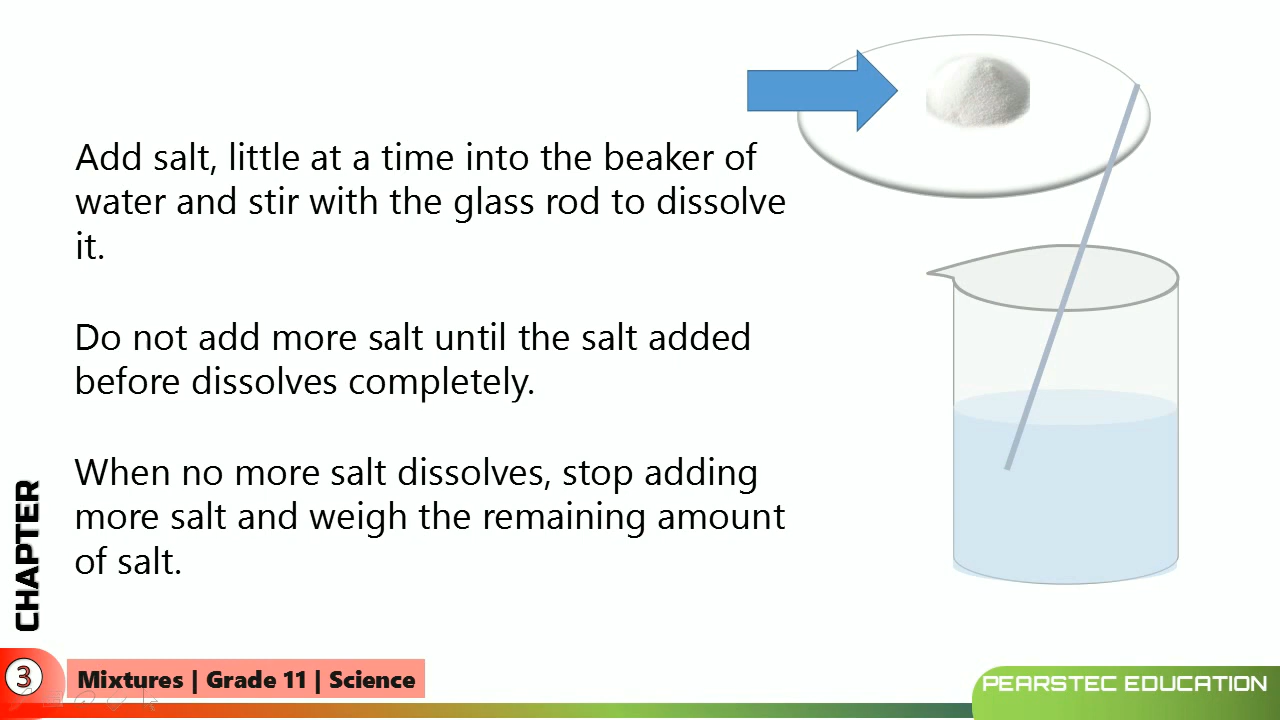 Add salt, little at a time into the beaker of
water and stir with the glass rod to dissolve
it.
Do not add more salt until the salt added
before dissolves completely.
When no more salt dissolves, stop adding
more salt and weigh the remaining amount
of salt.
CHAPTER
3
Mixtures | Grade 11 | Science
PEARSTEC EDUCATION